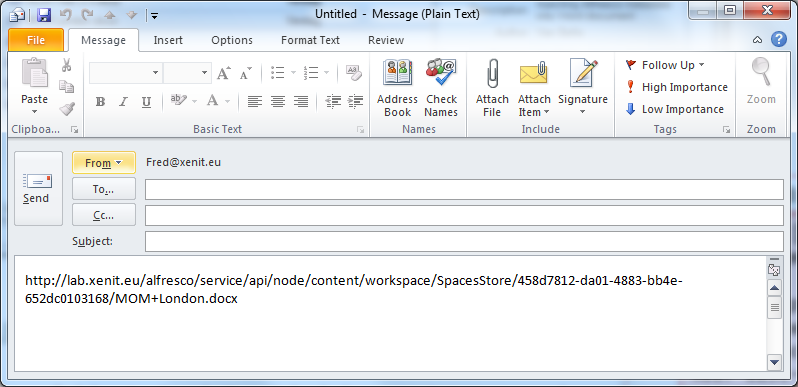 Untitled - Message (Plain Text)
File Message Insert Options Format Text Review
Paste
Clipboa...
B I U
A
Basic Text
Address Book
Check Names
Names
Attach File
Attach Item
Signature
Include
Follow Up
High Importance
Low Importance
Tags
Zoom
Zoom
Send
From
Fred@xenit.eu
To...
Cc...
Subject:
http://lab.xenit.eu/alfresco/service/api/node/content/workspace/SpacesStore/458d7812-da01-4883-bb4e-
652dc0103168/MOM+London.docx